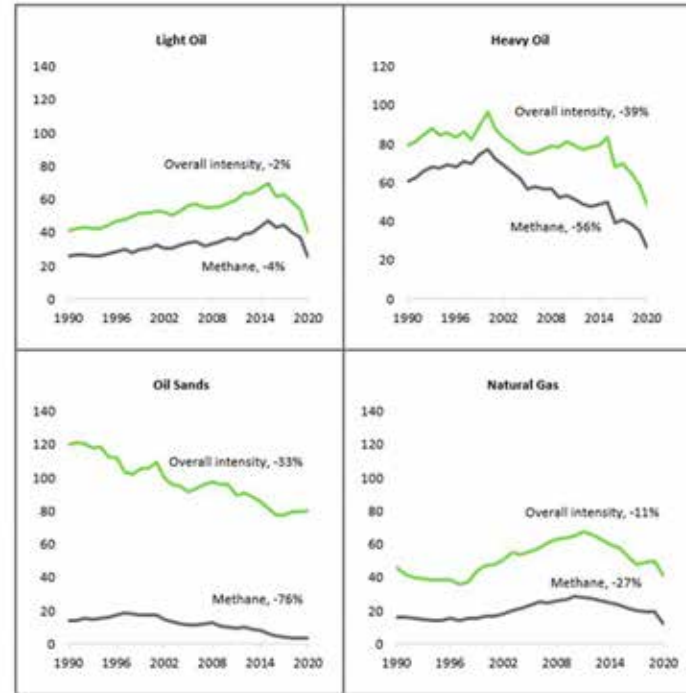 Light Oil
140
120
100
80
60
40
20
0
Overall intensity, -2%
Methane, -4%
1990 1996 2002 2008 2014 2020
Heavy Oil
120
100
80
60
40
20
0
Overall intensity, -39%
Methane, -56%
1990 1996 2002 2008 2014 2020
Oil Sands
140
120
100
80
60
40
20
0
Overall intensity, -33%
Methane, -76%
1990 1996 2002 2008 2014 2020
Natural Gas
140
120
100
80
60
40
20
0
Overall intensity, -11%
Methane, -27%
1990 1996 2002 2008 2014 2020